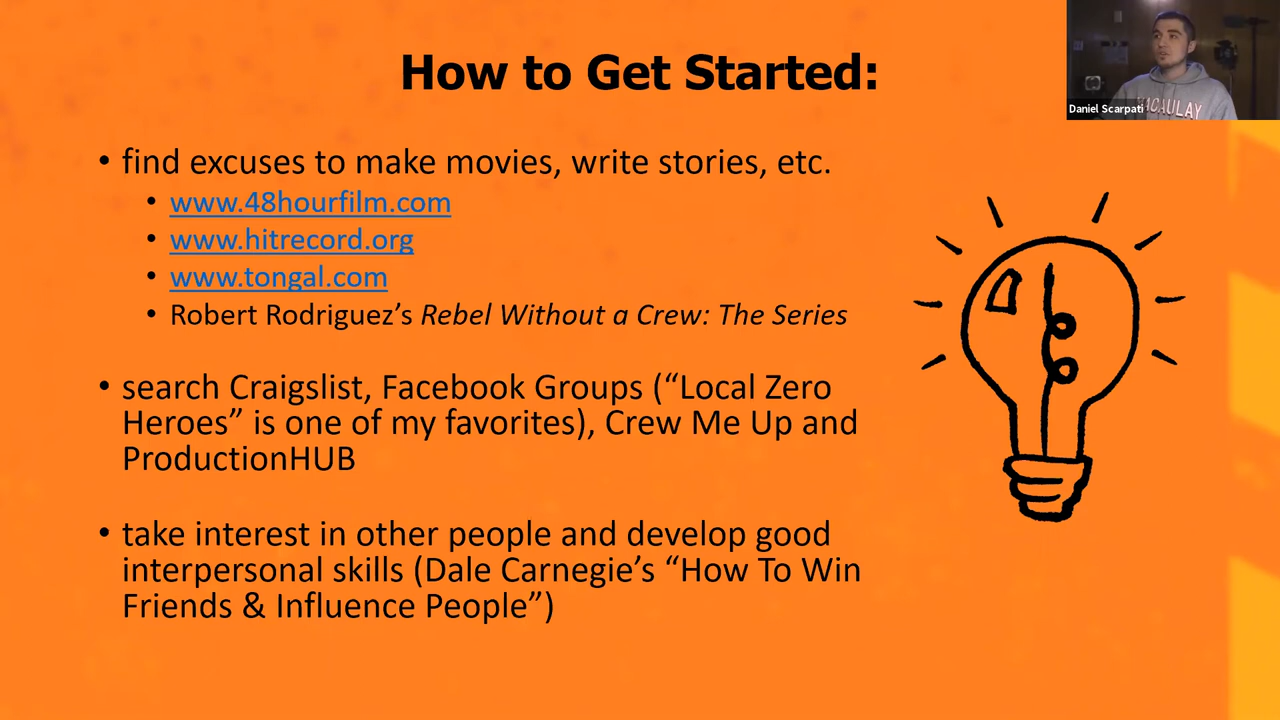 How to Get Started:
Daniel Scarpati
MACAULAY
• find excuses to make movies, write stories, etc.
• www.48hourfilm.com
• www.hitrecord.org
• www.tongal.com
• Robert Rodriguez’s Rebel Without a Crew: The Series
• search Craigslist, Facebook Groups (“Local Zero
Heroes” is one of my favorites), Crew Me Up and
ProductionHUB
• take interest in other people and develop good
interpersonal skills (Dale Carnegie’s “How To Win
Friends & Influence People”)